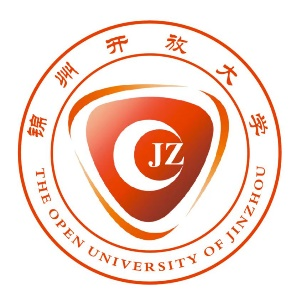 锦州开放大学
JZ
THE OPEN UNIVERSITY OF JINZHOU